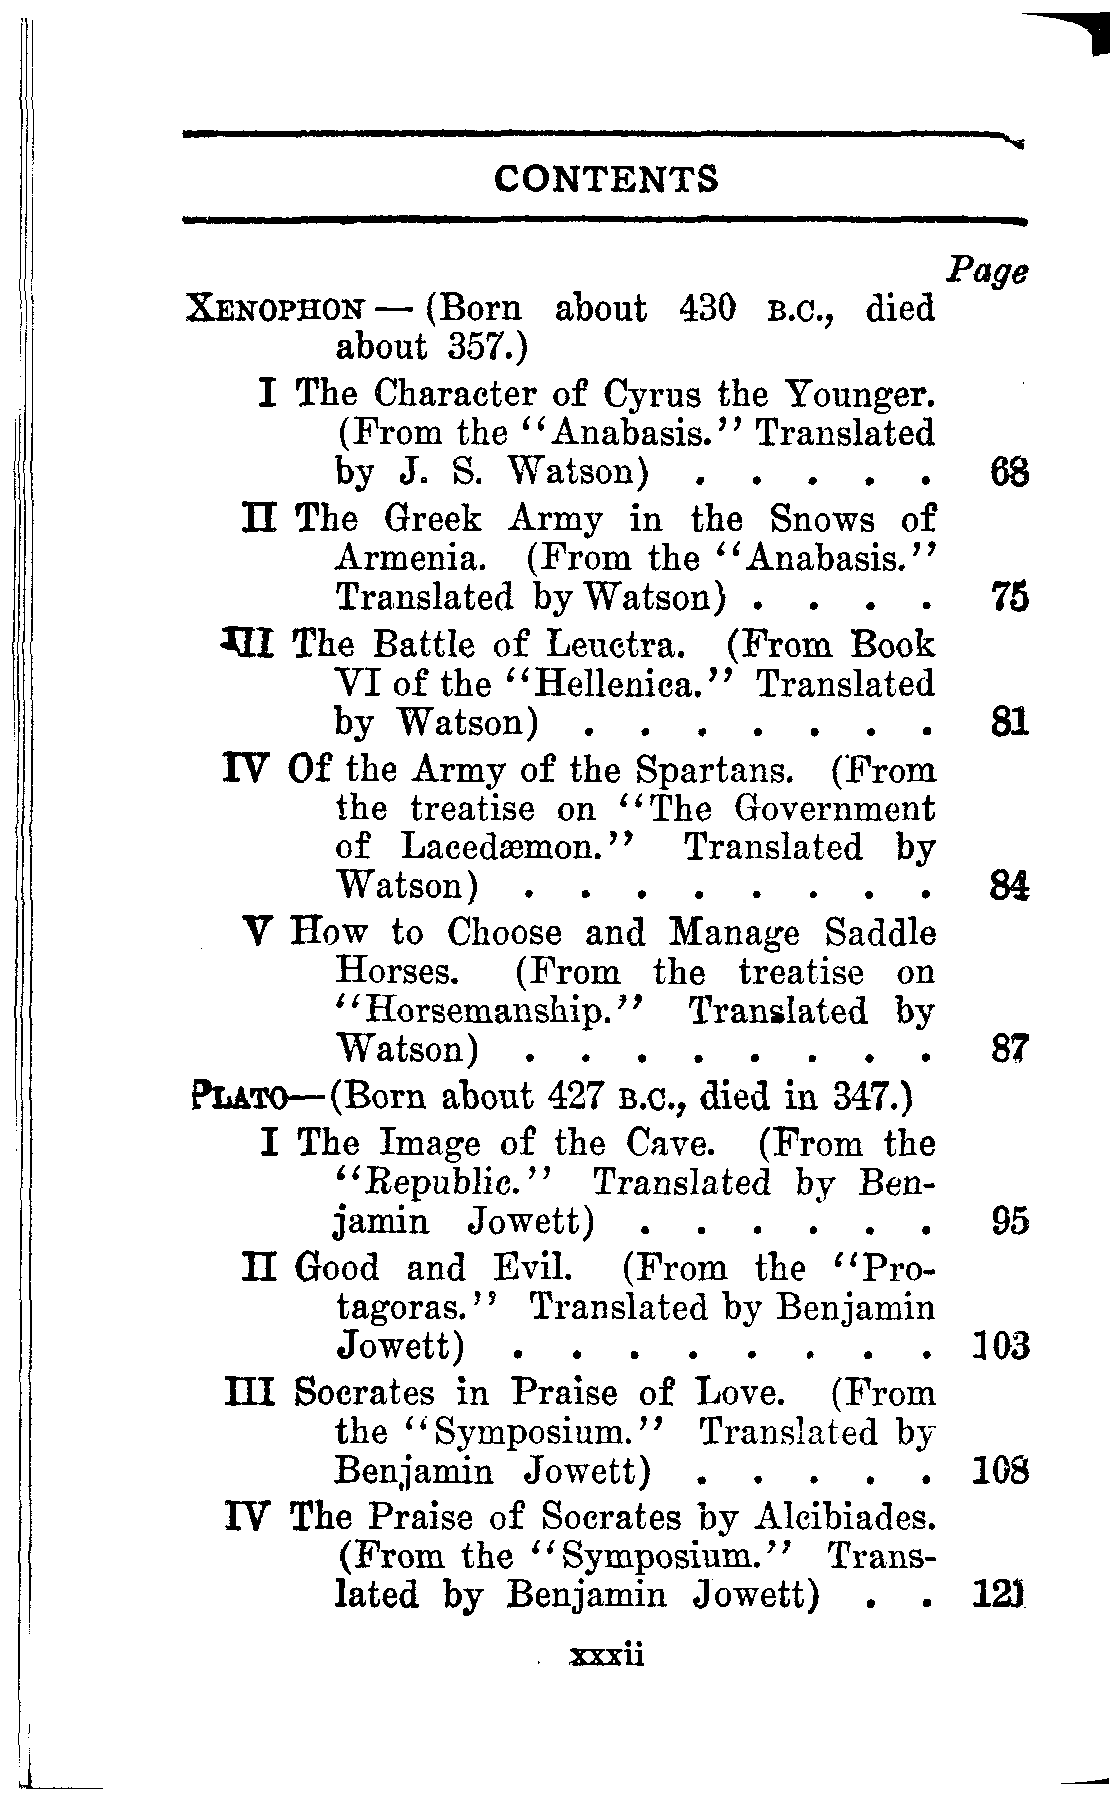 CONTENTS
Page
XENOPHON — (Born about 430 B.C., died
about 357.)
I The Character of Cyrus the Younger.
(From the "Anabasis." Translated
by J. S. Watson) . . . . . 68
II The Greek Army in the Snows of
Armenia. (From the "Anabasis."
Translated by Watson) . . . . 75
III The Battle of Leuctra. (From Book
VI of the "Hellenica." Translated
by Watson) . . . . . . . 81
IV Of the Army of the Spartans. (From
the treatise on "The Government
of Lacedæmon." Translated by
Watson) . . . . . . . . 84
V How to Choose and Manage Saddle
Horses. (From the treatise on
"Horsemanship." Translated by
Watson) . . . . . . . . 87
PLATO—(Born about 427 B.C., died in 347.)
I The Image of the Cave. (From the
"Republic." Translated by Ben-
jamin Jowett) . . . . . . 95
II Good and Evil. (From the "Pro-
tagoras." Translated by Benjamin
Jowett) . . . . . . . . 103
III Socrates in Praise of Love. (From
the "Symposium." Translated by
Benjamin Jowett) . . . . . 108
IV The Praise of Socrates by Alcibiades.
(From the "Symposium." Trans-
lated by Benjamin Jowett) . . 121
xxxii